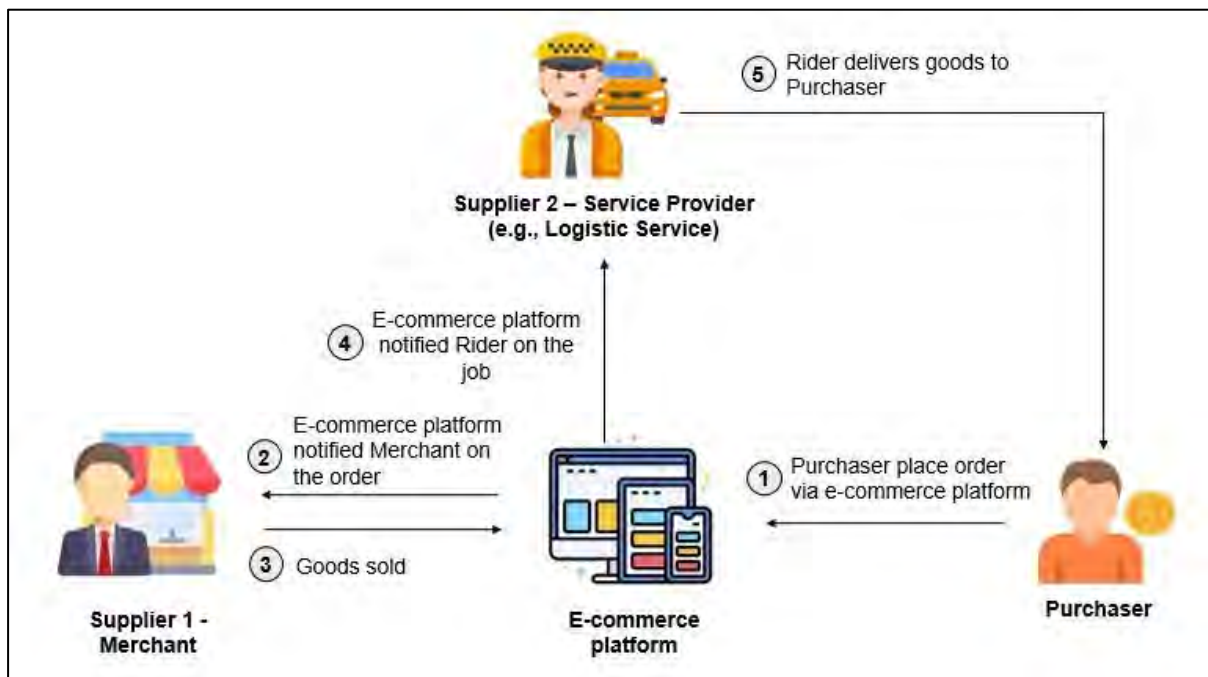 5
Rider delivers goods to
Purchaser
Supplier 2 – Service Provider
(e.g., Logistic Service)
4
E-commerce platform
notified Rider on the
job
2
E-commerce platform
notified Merchant on
the order
1
Purchaser place order
via e-commerce platform
3
Goods sold
Supplier 1 -
Merchant
E-commerce
platform
Purchaser